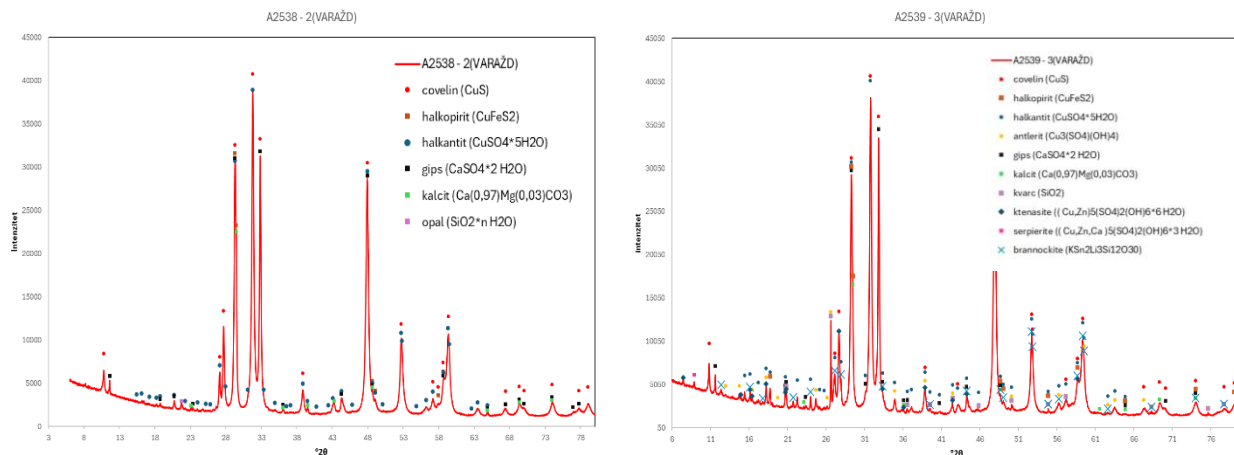 A2538 - 2(VARAŽD)
45000
40000
35000
30000
25000
20000
15000
10000
5000
0
Intenzitet
A2538 - 2(VARAŽD)
covelin (CuS)
halkopirit (CuFeS2)
halkantit (CuSO4*5H2O)
gips (CaSO4*2 H2O)
kalcit (Ca(0,97)Mg(0,03)CO3)
opal (SiO2*n H2O)
3 13 18 23 28 33 38 43 48 53 58 63 68 73 78
°2θ
A2539 - 3(VARAŽD)
45050
40050
35050
30050
25050
20050
15050
10050
5050
50
Intenzitet
A2539 - 3(VARAŽD)
covelin (CuS)
halkopirit (CuFeS2)
halkantit (CuSO4*5H2O)
antlerit (Cu3(SO4)(OH)4)
gips (CaSO4*2 H2O)
kalcit (Ca(0,97)Mg(0,03)CO3)
kvarc (SiO2)
ktenasite (( Cu,Zn)5(SO4)2(OH)6*6 H2O)
serpierite (( Cu,Zn,Ca )5(SO4)2(OH)6*3 H2O)
brannockite (KSn2Li3Si12O30)
6 11 16 21 26 31 36 41 46 51 56 61 66 71 76
°2θ